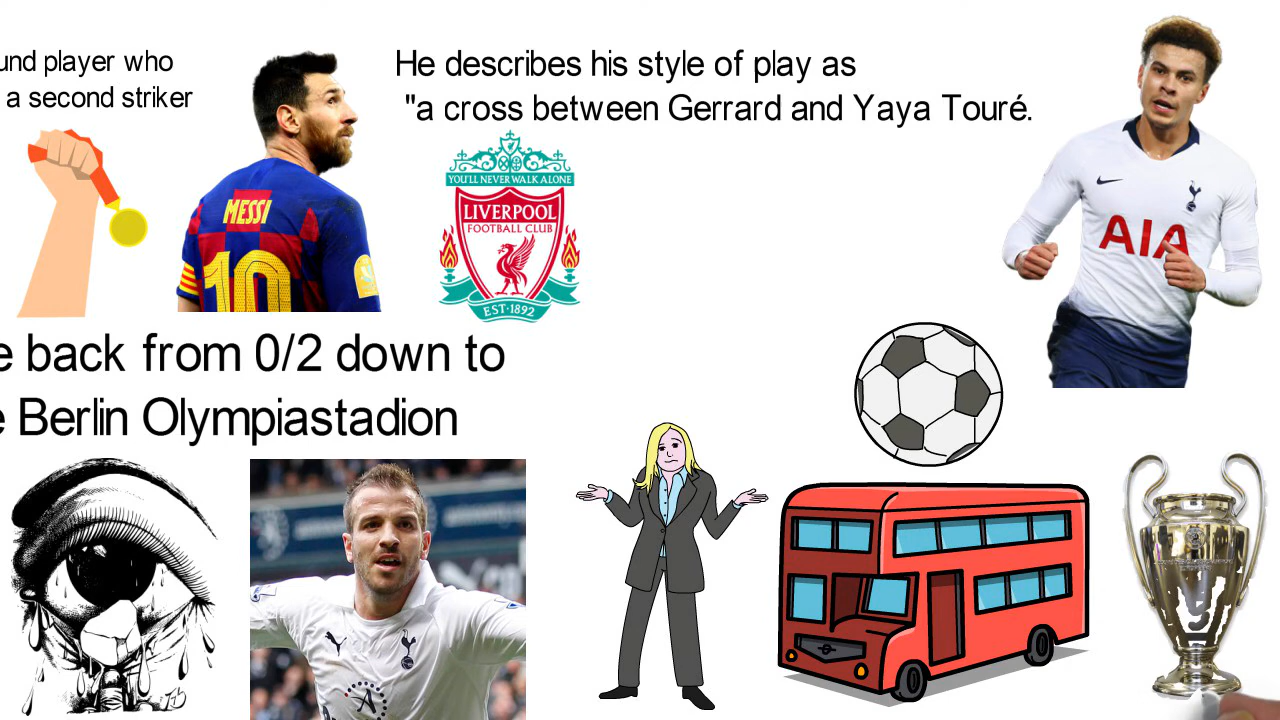 und player who
a second striker
He describes his style of play as
"a cross between Gerrard and Yaya Touré.
MESSI
10
YOU'LL NEVER WALK ALONE
LIVERPOOL
FOOTBALL CLUB
EST·1892
AIA
e back from 0/2 down to
e Berlin Olympiastadion